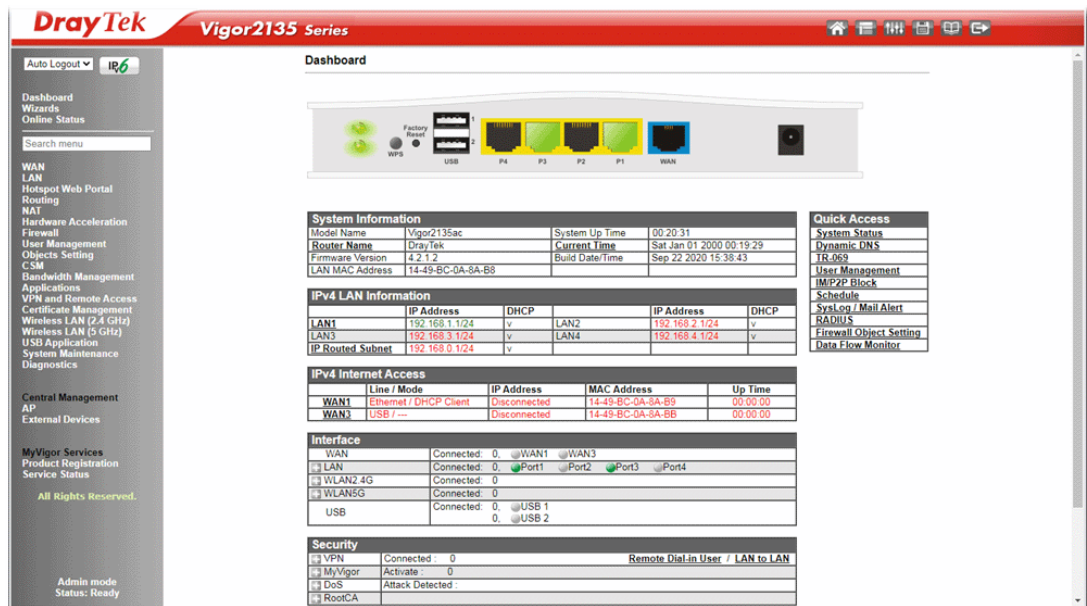 DrayTek
Vigor2135 Series
Auto Logout
IPv6
Dashboard
Wizards
Online Status
Search menu
WAN
LAN
Hotspot Web Portal
Routing
NAT
Hardware Acceleration
Firewall
User Management
Objects Setting
CSM
Bandwidth Management
Applications
VPN and Remote Access
Certificate Management
Wireless LAN (2.4 GHz)
Wireless LAN (5 GHz)
USB Application
System Maintenance
Diagnostics
Central Management
AP
External Devices
MyVigor Services
Product Registration
Service Status
All Rights Reserved.
Admin mode
Status: Ready
Dashboard
Factory
Reset
WPS
1
2
USB P4 P3 P2 P1 WAN
System Information
Model Name Vigor2135ac System Up Time 00:20:31
Router Name DrayTek Current Time Sat Jan 01 2000 00:19:29
Firmware Version 4.2.1.2 Build Date/Time Sep 22 2020 15:38:43
LAN MAC Address 14-49-BC-0A-8A-B8
IPv4 LAN Information
IP Address DHCP IP Address DHCP
LAN1 192.168.1.1/24 v LAN2 192.168.2.1/24 v
LAN3 192.168.3.1/24 v LAN4 192.168.4.1/24 v
IP Routed Subnet 192.168.0.1/24 v
IPv4 Internet Access
Line / Mode IP Address MAC Address Up Time
WAN1 Ethernet / DHCP Client Disconnected 14-49-BC-0A-8A-B9 00:00:00
WAN3 USB / --- Disconnected 14-49-BC-0A-8A-BB 00:00:00
Interface
WAN Connected: 0, WAN1 WAN3
LAN Connected: 0, Port1 Port2 Port3 Port4
WLAN2.4G Connected: 0
WLAN5G Connected: 0
USB Connected: 0, USB 1
0, USB 2
Security
VPN Connected : 0 Remote Dial-in User / LAN to LAN
MyVigor Activate : 0
DoS Attack Detected :
RootCA
Quick Access
System Status
Dynamic DNS
TR-069
User Management
IM/P2P Block
Schedule
SysLog / Mail Alert
RADIUS
Firewall Object Setting
Data Flow Monitor